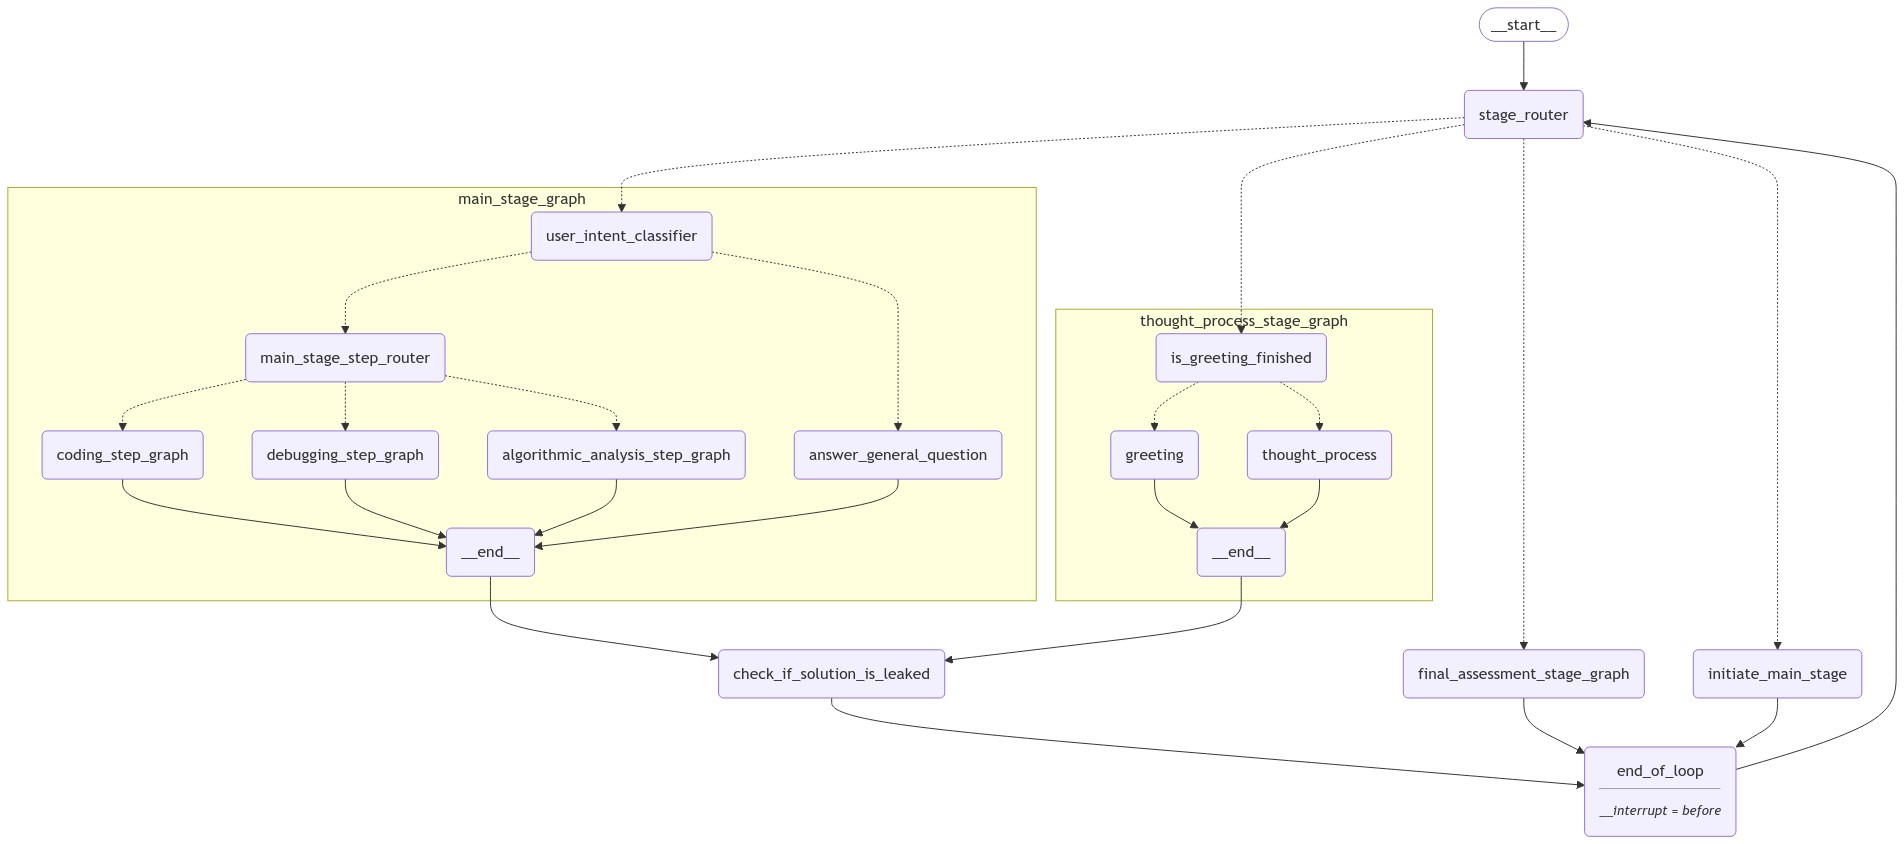 __start__
stage_router
main_stage_graph
user_intent_classifier
thought_process_stage_graph
main_stage_step_router
is_greeting_finished
coding_step_graph
debugging_step_graph
algorithmic_analysis_step_graph
answer_general_question
greeting
thought_process
__end__
__end__
check_if_solution_is_leaked
final_assessment_stage_graph
initiate_main_stage
end_of_loop
__interrupt = before